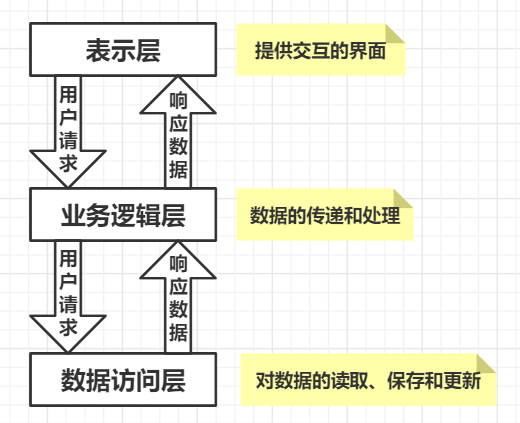 表示层
提供交互的界面
用户请求
响应数据
业务逻辑层
数据的传递和处理
用户请求
响应数据
数据访问层
对数据的读取、保存和更新